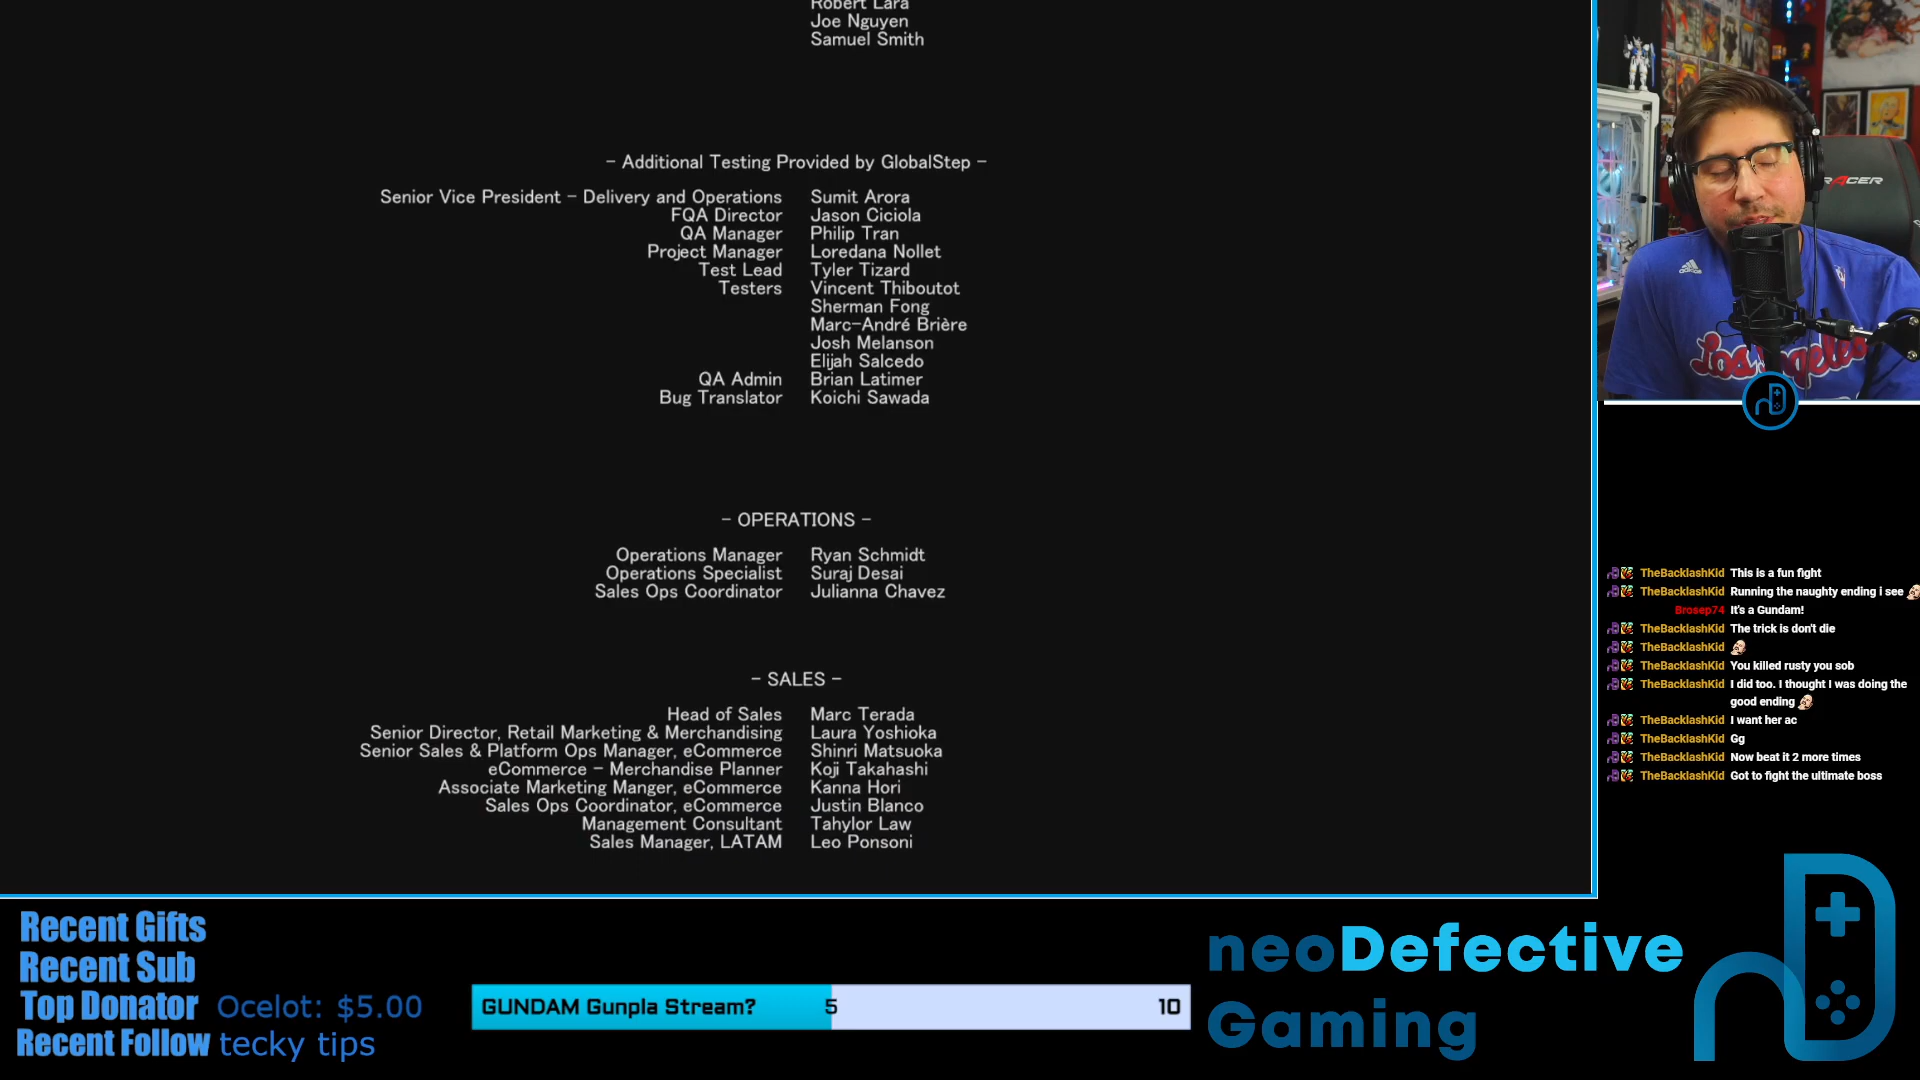 Robert Lara
Joe Nguyen
Samuel Smith
- Additional Testing Provided by GlobalStep -
Senior Vice President - Delivery and Operations Sumit Arora
FQA Director Jason Ciciola
QA Manager Philip Tran
Project Manager Loredana Nollet
Test Lead Tyler Tizard
Testers Vincent Thiboutot
Sherman Fong
Marc-André Brière
Josh Melanson
Elijah Salcedo
QA Admin Brian Latimer
Bug Translator Koichi Sawada
- OPERATIONS -
Operations Manager Ryan Schmidt
Operations Specialist Suraj Desai
Sales Ops Coordinator Julianna Chavez
- SALES -
Head of Sales Marc Terada
Senior Director, Retail Marketing & Merchandising Laura Yoshioka
Senior Sales & Platform Ops Manager, eCommerce Shinri Matsuoka
eCommerce - Merchandise Planner Koji Takahashi
Associate Marketing Manger, eCommerce Kanna Hori
Sales Ops Coordinator, eCommerce Justin Blanco
Management Consultant Tahylor Law
Sales Manager, LATAM Leo Ponsoni
RACER
Los Angeles
TheBacklashKid This is a fun fight
TheBacklashKid Running the naughty ending i see
Brosep74 It's a Gundam!
TheBacklashKid The trick is don't die
TheBacklashKid
TheBacklashKid You killed rusty you sob
TheBacklashKid I did too. I thought I was doing the
good ending
TheBacklashKid I want her ac
TheBacklashKid Gg
TheBacklashKid Now beat it 2 more times
TheBacklashKid Got to fight the ultimate boss
Recent Gifts
Recent Sub
Top Donator Ocelot: $5.00
Recent Follow tecky tips
GUNDAM Gunpla Stream? 5 10
neoDefective
Gaming